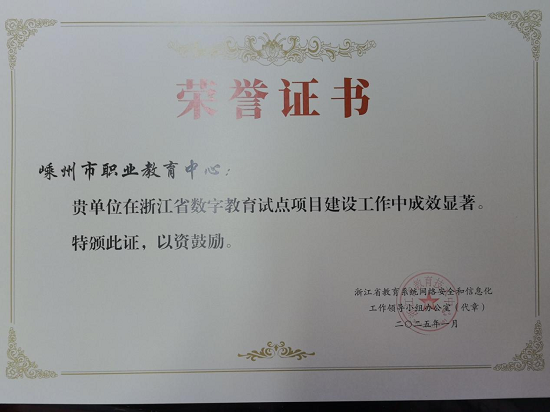 荣誉证书
嵊州市职业教育中心：
贵单位在浙江省数字教育试点项目建设工作中成效显著。
特颁此证，以资鼓励。
浙江省教育系统网络安全和信息化
工作领导小组办公室（代章）
二〇二五年一月